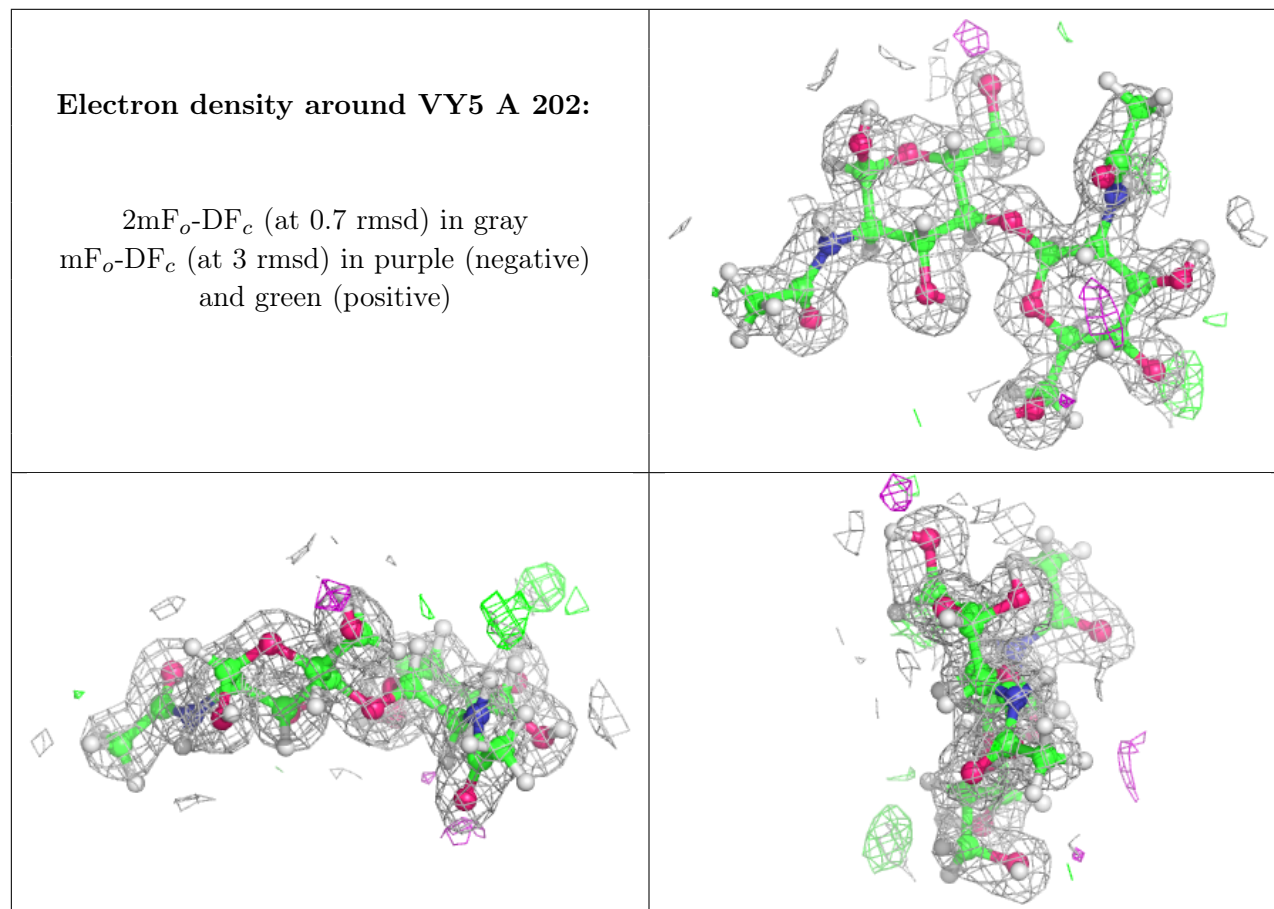 Electron density around VY5 A 202:
2mFo-DFc (at 0.7 rmsd) in gray
mFo-DFc (at 3 rmsd) in purple (negative)
and green (positive)